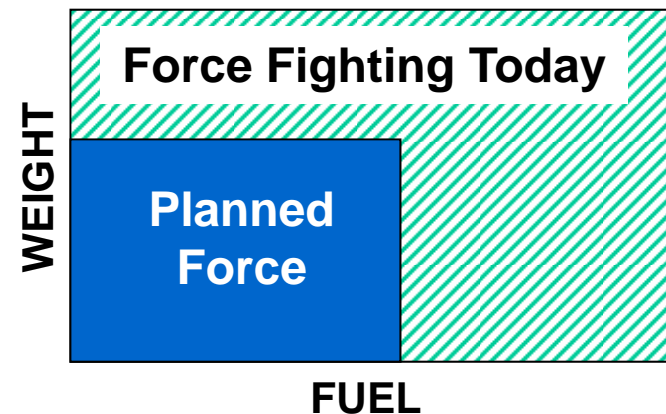 Force Fighting Today
WEIGHT
Planned
Force
FUEL